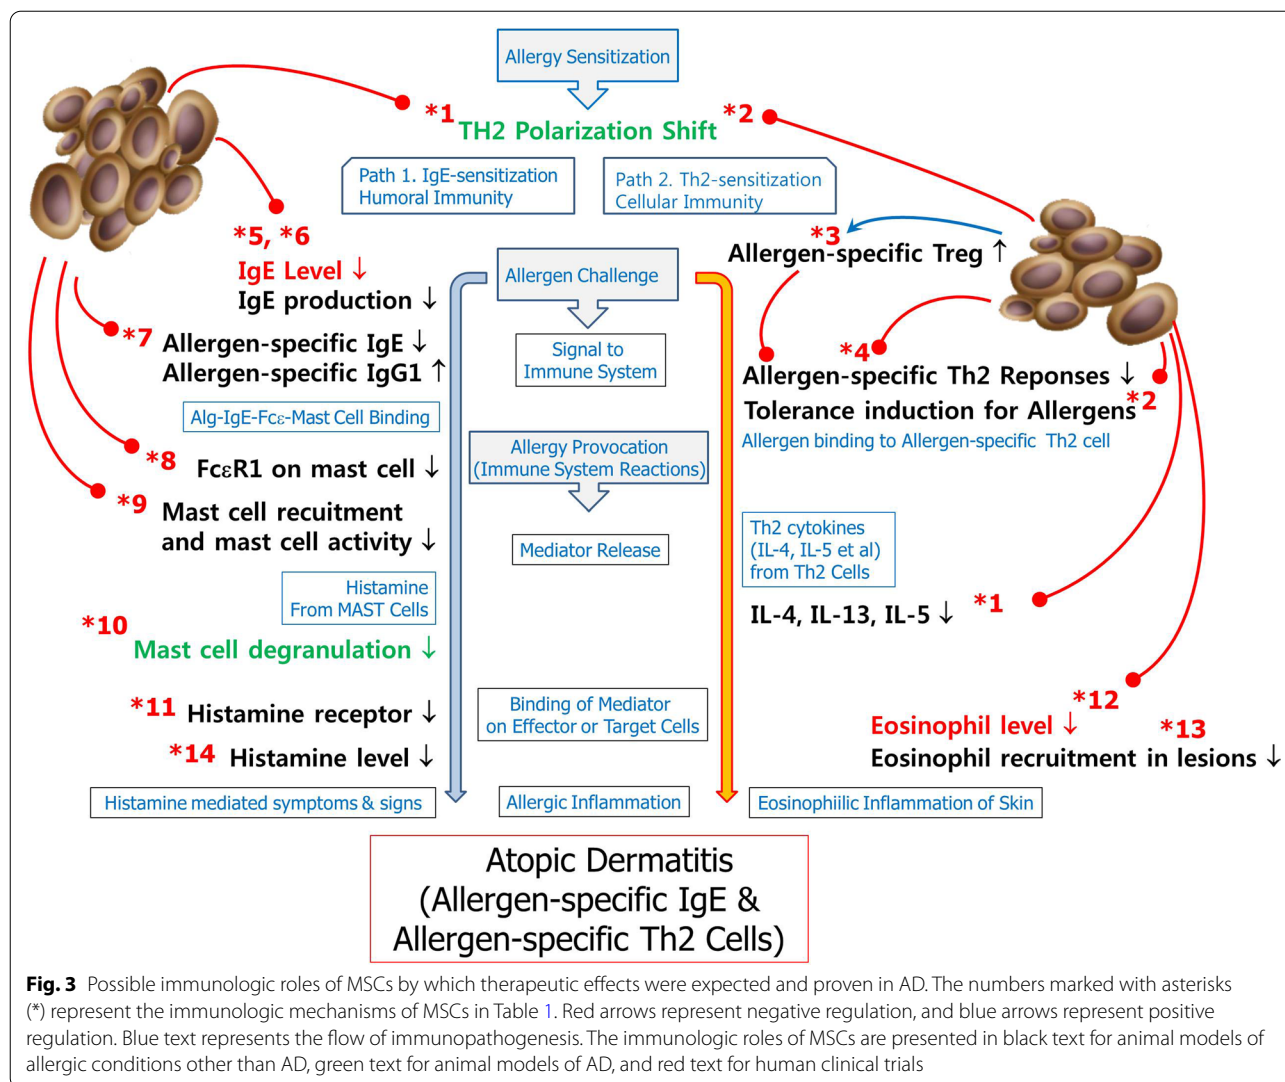 Allergy Sensitization
*1
*2
TH2 Polarization Shift
Path 1. IgE-sensitization
Humoral Immunity
Path 2. Th2-sensitization
Cellular Immunity
*5, *6
IgE Level ↓
IgE production ↓
*3
Allergen-specific Treg ↑
Allergen Challenge
*7
Allergen-specific IgE ↓
Allergen-specific IgG1 ↑
Signal to
Immune System
*4
Allergen-specific Th2 Reponses ↓
Tolerance induction for Allergens
*2
Allergen binding to Allergen-specific Th2 cell
Alg-IgE-Fcε-Mast Cell Binding
Allergy Provocation
(Immune System Reactions)
*8
FcεR1 on mast cell ↓
*9
Mast cell recuitment
and mast cell activity ↓
Mediator Release
Th2 cytokines
(IL-4, IL-5 et al)
from Th2 Cells
Histamine
From MAST Cells
IL-4, IL-13, IL-5 ↓
*1
*10
Mast cell degranulation ↓
*11
Histamine receptor ↓
*14
Histamine level ↓
Binding of Mediator
on Effector or Target Cells
*12
Eosinophil level ↓
*13
Eosinophil recruitment in lesions ↓
Histamine mediated symptoms & signs
Allergic Inflammation
Eosinophiilic Inflammation of Skin
Atopic Dermatitis
(Allergen-specific IgE &
Allergen-specific Th2 Cells)
Fig. 3 Possible immunologic roles of MSCs by which therapeutic effects were expected and proven in AD. The numbers marked with asterisks
(*) represent the immunologic mechanisms of MSCs in Table 1. Red arrows represent negative regulation, and blue arrows represent positive
regulation. Blue text represents the flow of immunopathogenesis. The immunologic roles of MSCs are presented in black text for animal models of
allergic conditions other than AD, green text for animal models of AD, and red text for human clinical trials